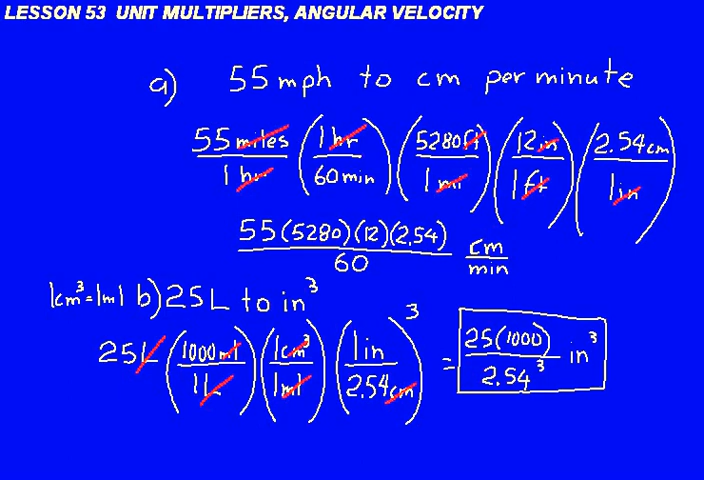 LESSON 53 UNIT MULTIPLIERS, ANGULAR VELOCITY
a) 55 mph to cm per minute
55 miles / 1 hr (1 hr / 60 min) (5280 ft / 1 mi) (12 in / 1 ft) (2.54 cm / 1 in)
55(5280)(12)(2.54) / 60 cm / min
1cm³=1ml b) 25 L to in³
25 L (1000 ml / 1 L) (1 cm³ / 1 ml) (1 in / 2.54 cm)³ = 25(1000) / 2.54³ in³